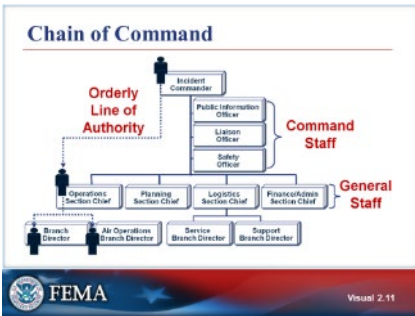 Chain of Command
Incident
Commander
Orderly
Line of
Authority
Public Information
Officer
Liaison
Officer
Safety
Officer
Command
Staff
Operations
Section Chief
Planning
Section Chief
Logistics
Section Chief
Finance/Admin
Section Chief
General
Staff
Branch
Director
Air Operations
Branch Director
Service
Branch Director
Support
Branch Director
FEMA
Visual 2.11